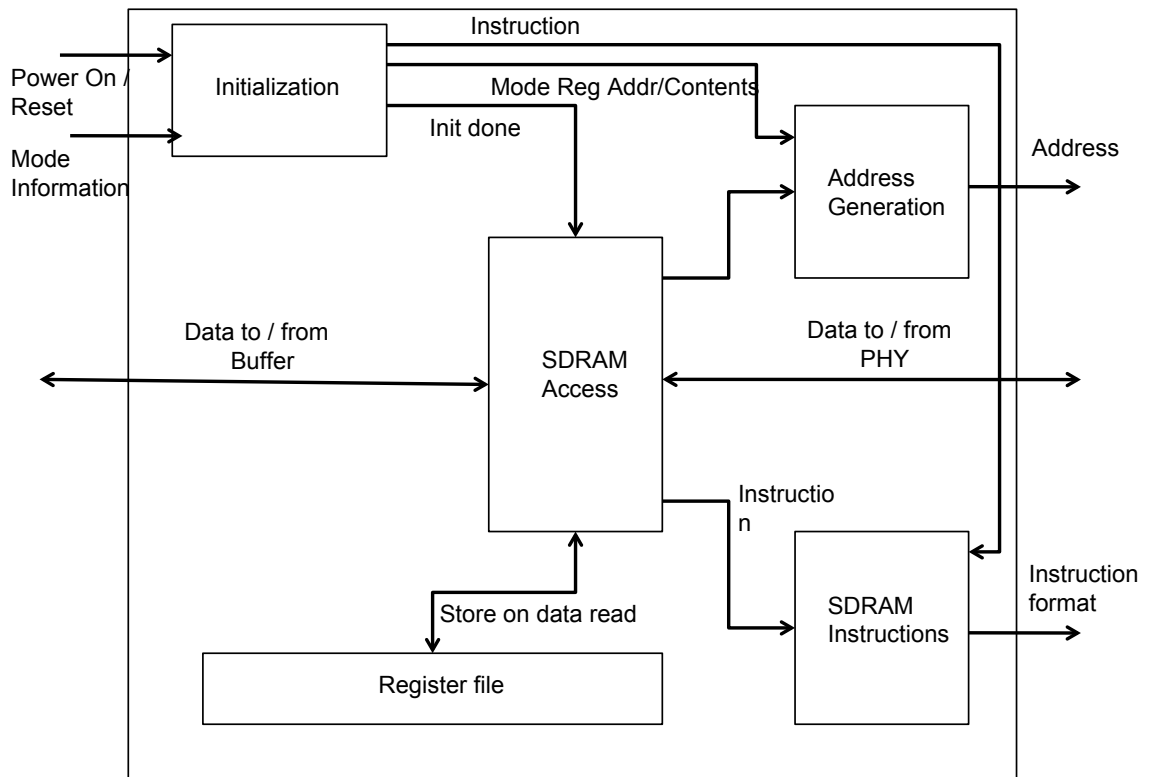 Instruction
Power On /
Reset
Initialization
Mode Reg Addr/Contents
Init done
Mode
Information
Address
Generation
Address
Data to / from
Buffer
SDRAM
Access
Data to / from
PHY
Instructio
n
Store on data read
SDRAM
Instructions
Instruction
format
Register file